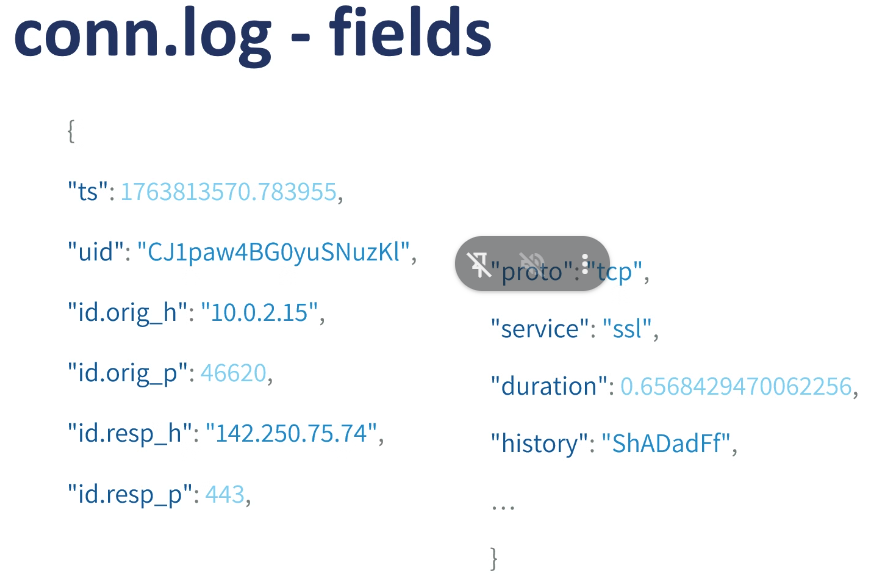 conn.log - fields
{
"ts": 1763813570.783955,
"uid": "CJ1paw4BG0yuSNuzKl",
"id.orig_h": "10.0.2.15",
"id.orig_p": 46620,
"id.resp_h": "142.250.75.74",
"id.resp_p": 443,
"proto": "tcp",
"service": "ssl",
"duration": 0.6568429470062256,
"history": "ShADadFf",
...
}